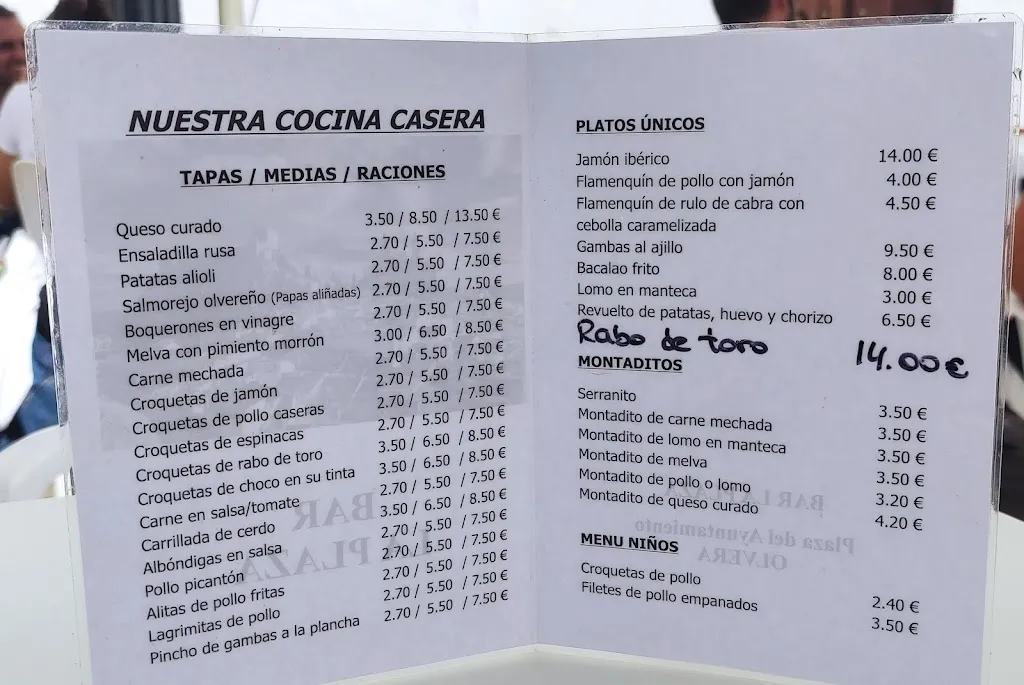 NUESTRA COCINA CASERA
TAPAS / MEDIAS / RACIONES
Queso curado 3.50 / 8.50 / 13.50 €
Ensaladilla rusa 2.70 / 5.50 / 7.50 €
Patatas alioli 2.70 / 5.50 / 7.50 €
Salmorejo olvereño (Papas aliñadas) 2.70 / 5.50 / 7.50 €
Boquerones en vinagre 2.70 / 5.50 / 7.50 €
Melva con pimiento morrón 3.00 / 6.50 / 8.50 €
Carne mechada 2.70 / 5.50 / 7.50 €
Croquetas de jamón 2.70 / 5.50 / 7.50 €
Croquetas de pollo caseras 2.70 / 5.50 / 7.50 €
Croquetas de espinacas 2.70 / 5.50 / 7.50 €
Croquetas de rabo de toro 3.50 / 6.50 / 8.50 €
Croquetas de choco en su tinta 3.50 / 6.50 / 8.50 €
Carne en salsa/tomate 2.70 / 5.50 / 7.50 €
Carrillada de cerdo 3.50 / 6.50 / 8.50 €
Albóndigas en salsa 2.70 / 5.50 / 7.50 €
Pollo picantón 2.70 / 5.50 / 7.50 €
Alitas de pollo fritas 2.70 / 5.50 / 7.50 €
Lagrimitas de pollo 2.70 / 5.50 / 7.50 €
Pincho de gambas a la plancha 2.70 / 5.50 / 7.50 €
BAR
LA PLAZA
PLATOS ÚNICOS
Jamón ibérico 14.00 €
Flamenquín de pollo con jamón 4.00 €
Flamenquín de rulo de cabra con 4.50 €
cebolla caramelizada
Gambas al ajillo 9.50 €
Bacalao frito 8.00 €
Lomo en manteca 3.00 €
Revuelto de patatas, huevo y chorizo 6.50 €
Rabo de toro 14.00 €
MONTADITOS
Serranito 3.50 €
Montadito de carne mechada 3.50 €
Montadito de lomo en manteca 3.50 €
Montadito de melva 3.50 €
Montadito de pollo o lomo 3.20 €
Montadito de queso curado 4.20 €
BAR LA PLAZA
Plaza del Ayuntamiento
OLVERA
MENU NIÑOS
Croquetas de pollo 2.40 €
Filetes de pollo empanados 3.50 €